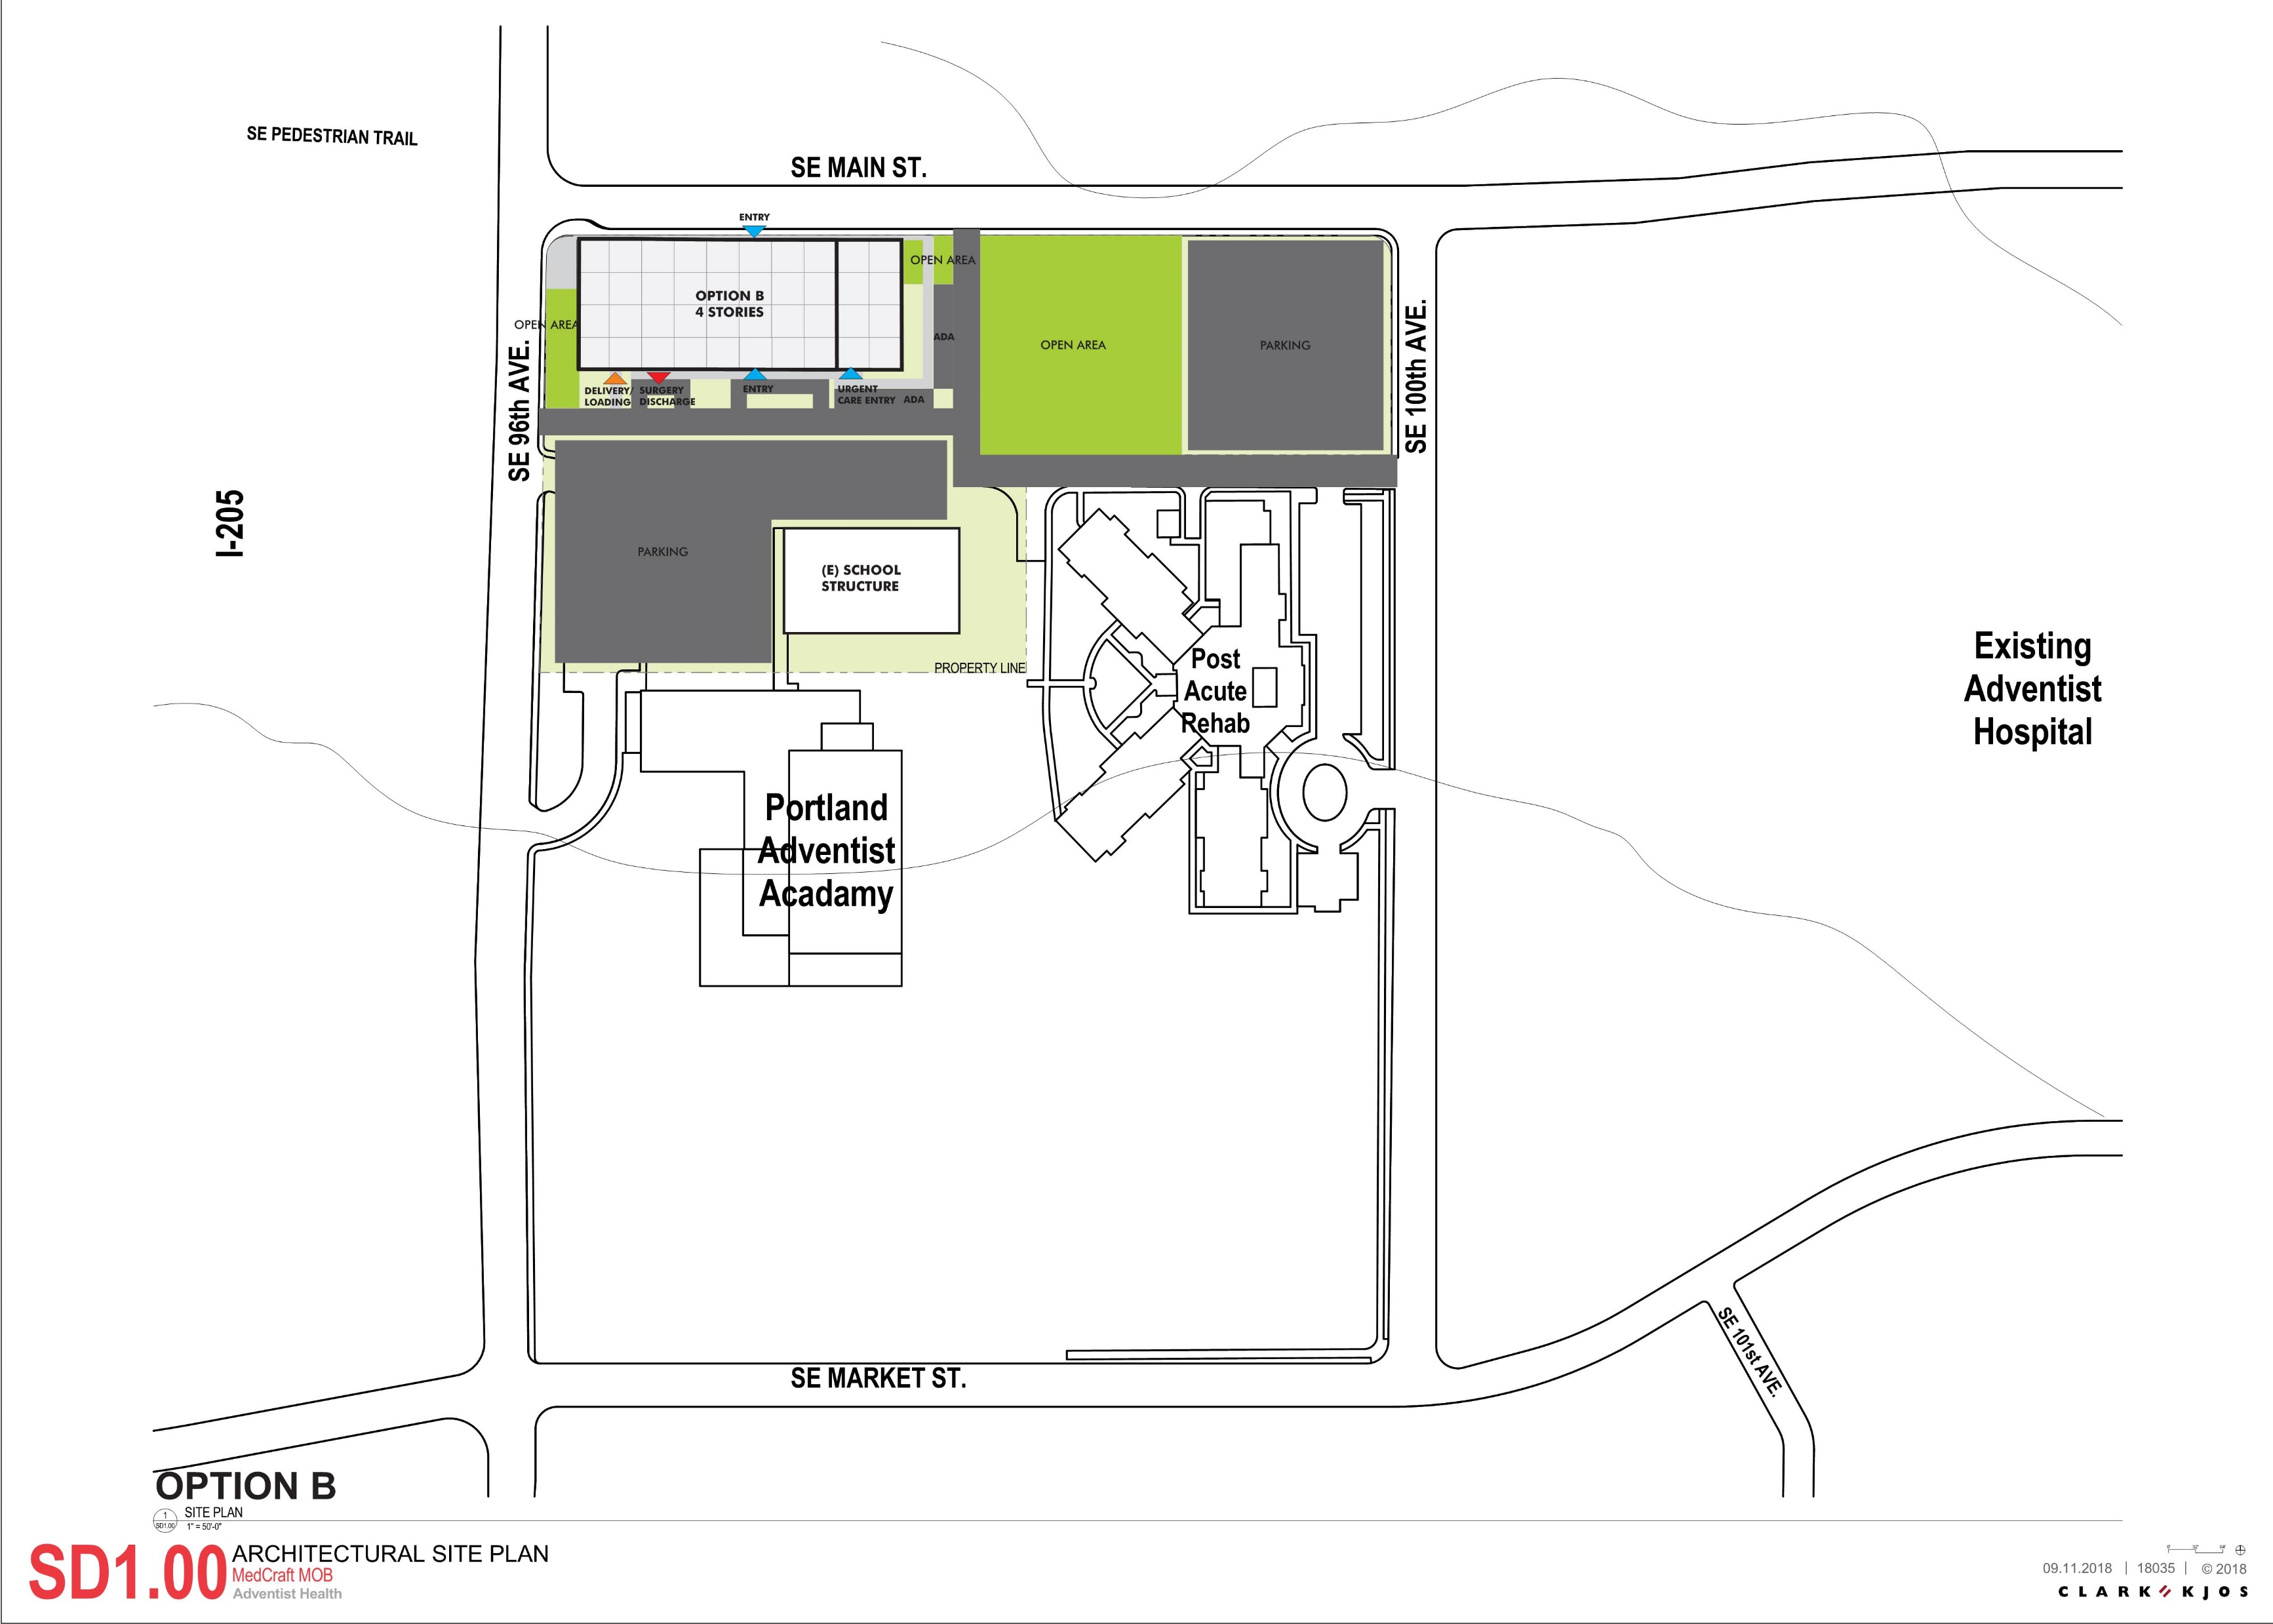 SE PEDESTRIAN TRAIL
SE MAIN ST.
ENTRY
OPEN AREA
OPTION B
4 STORIES
OPEN AREA
ADA
OPEN AREA
PARKING
SE 96th AVE.
SE 100th AVE.
DELIVERY/
LOADING
SURGERY
DISCHARGE
ENTRY
URGENT
CARE ENTRY
ADA
I-205
PARKING
(E) SCHOOL
STRUCTURE
PROPERTY LINE
Post
Acute
Rehab
Existing
Adventist
Hospital
Portland
Adventist
Acadamy
SE MARKET ST.
SE 101st AVE.
OPTION B
1
SD1.00
SITE PLAN
1" = 50'-0"
SD1.00
ARCHITECTURAL SITE PLAN
MedCraft MOB
Adventist Health
09.11.2018 | 18035 | © 2018
CLARK KJOS